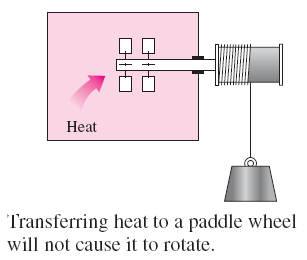 Heat
Transferring heat to a paddle wheel
will not cause it to rotate.